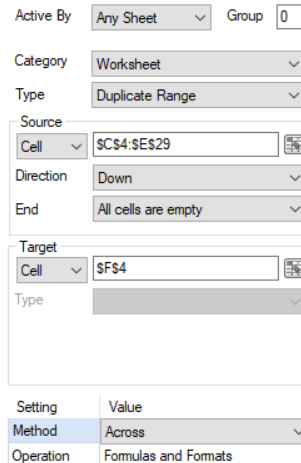 Active By Any Sheet Group 0
Category Worksheet
Type Duplicate Range
Source
Cell $C$4:$E$29
Direction Down
End All cells are empty
Target
Cell $F$4
Type
Setting Value
Method Across
Operation Formulas and Formats